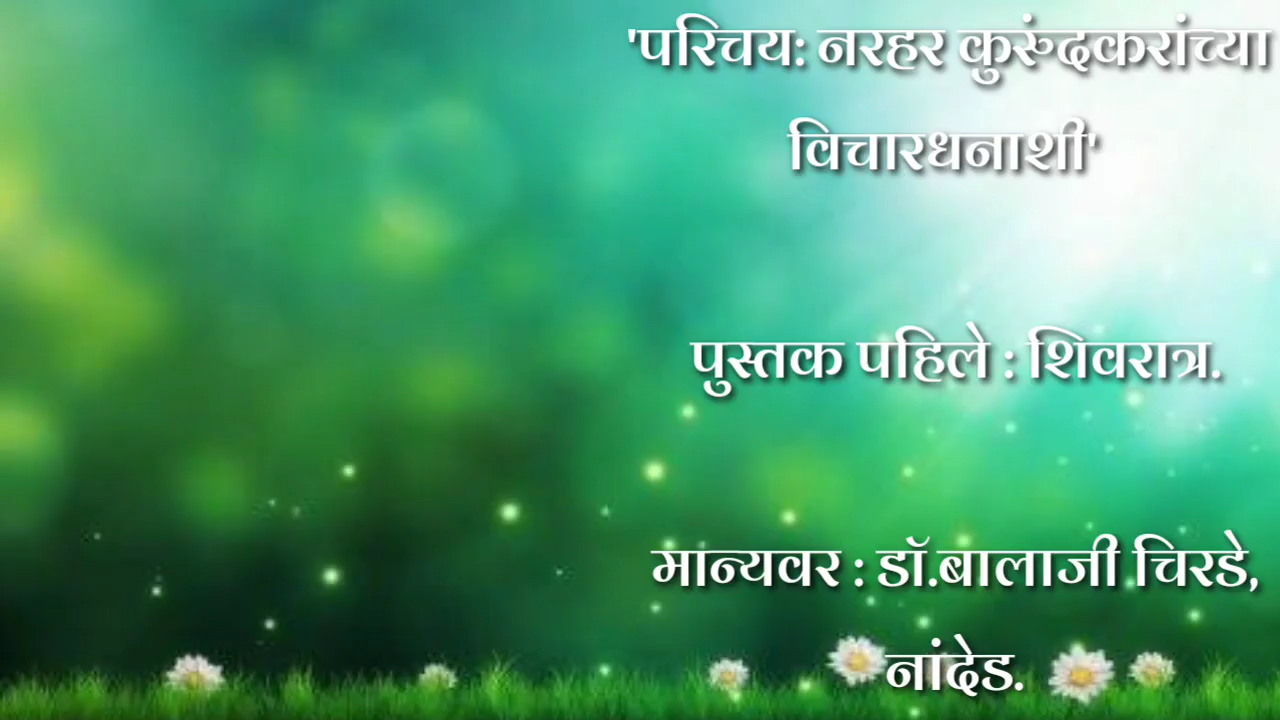 'परिचय: नरहर कुरुंदकरांच्या
विचारधनाशी'
पुस्तक पहिले : शिवरात्र.
मान्यवर : डॉ.बालाजी चिरडे,
नांदेड.